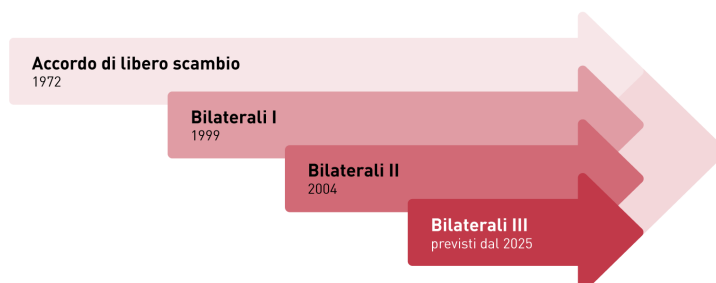 Accordo di libero scambio
1972
Bilaterali I
1999
Bilaterali II
2004
Bilaterali III
previsti dal 2025